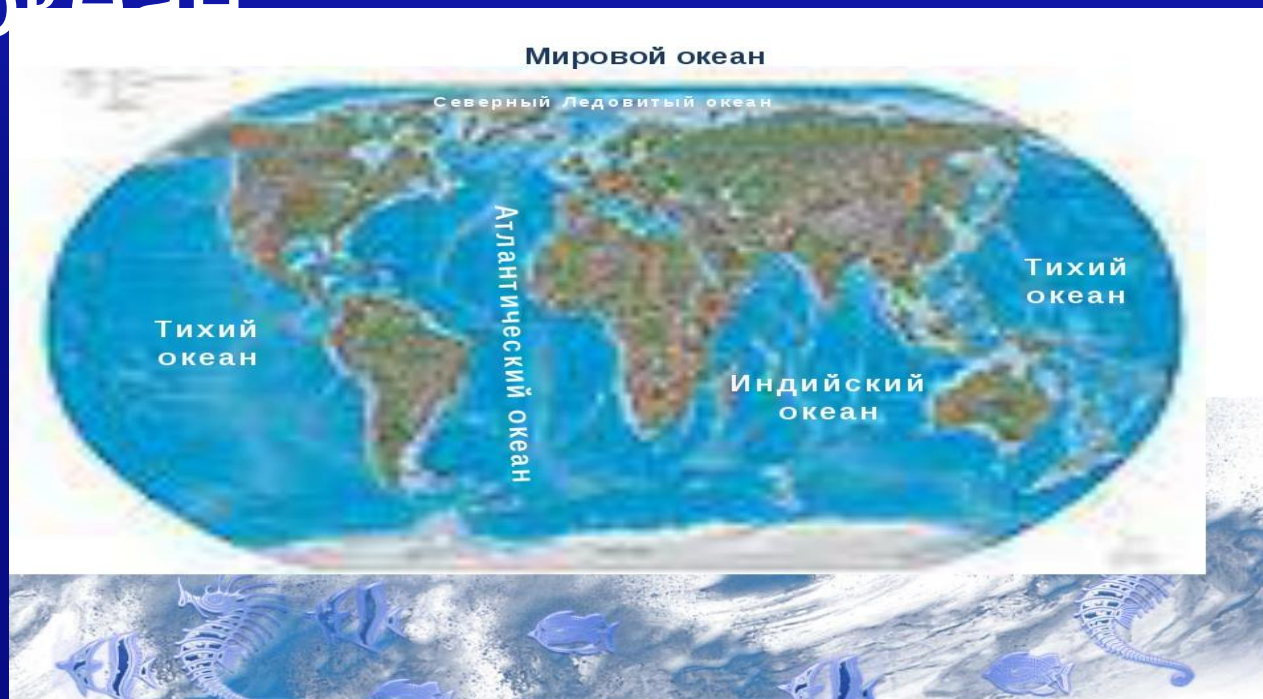 Мировой океан
Северный Ледовитый океан
Атлантический океан
Тихий
океан
Тихий
океан
Индийский
океан